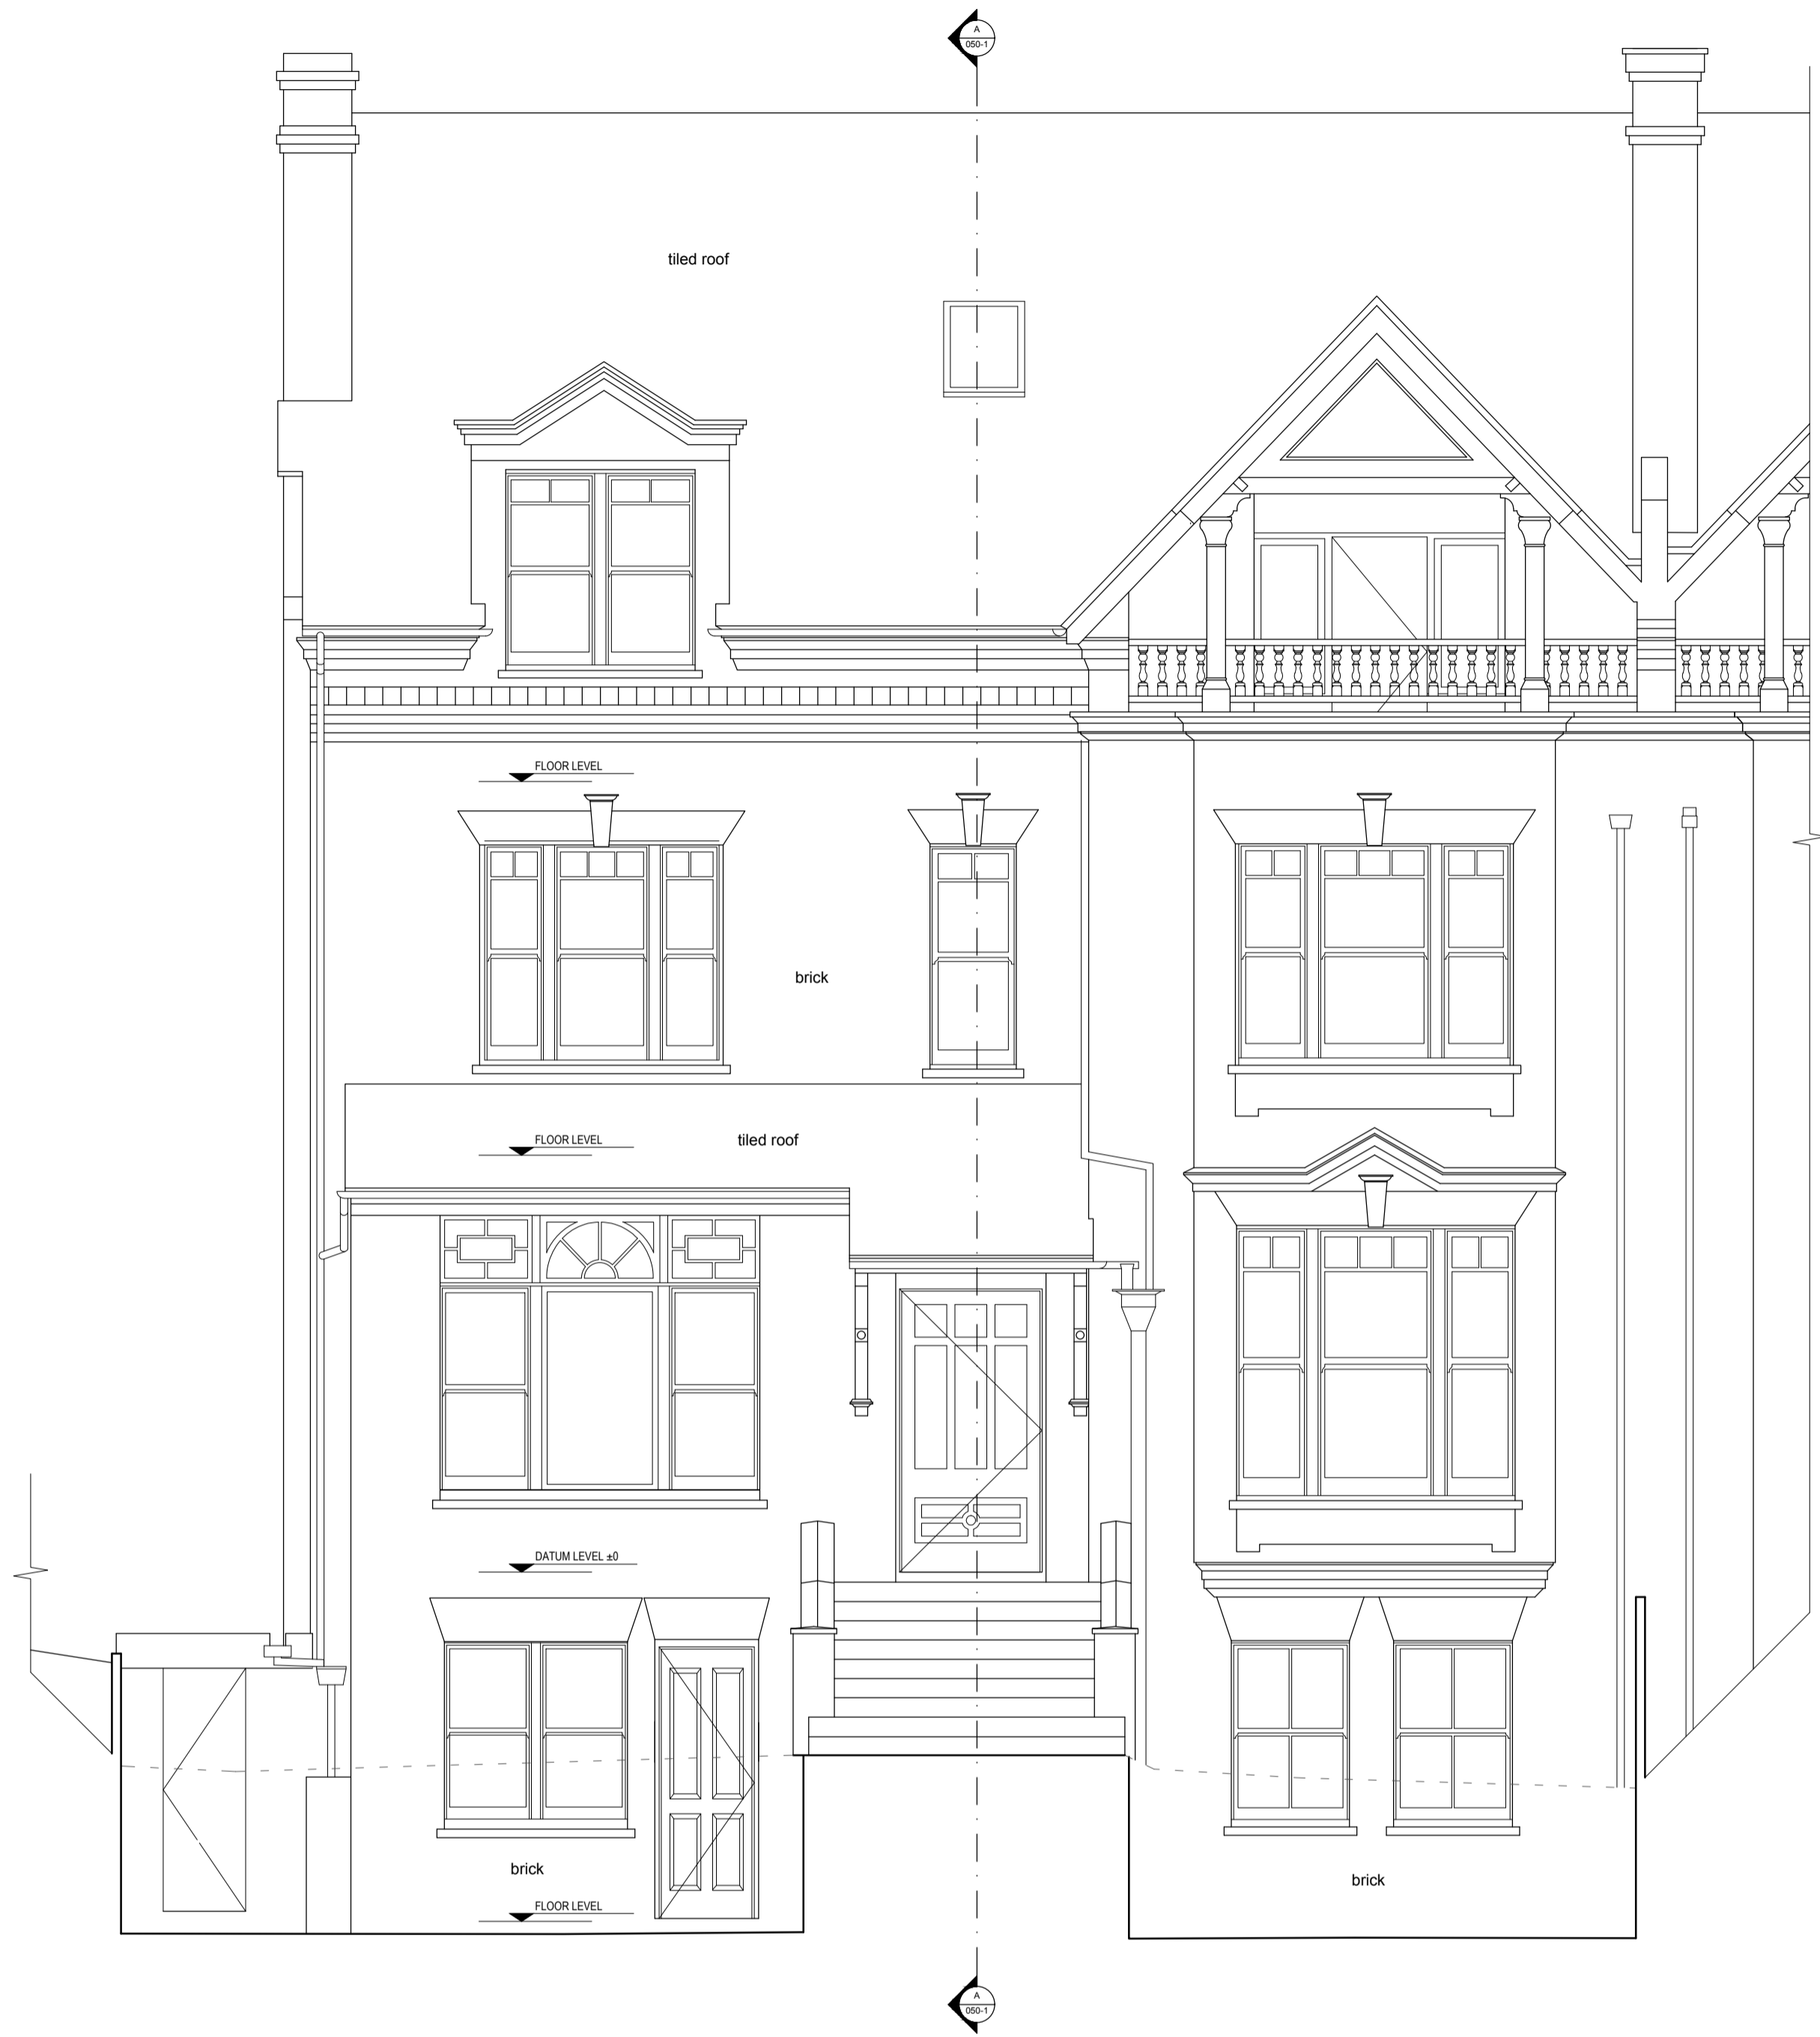 A
050-1
tiled roof
FLOOR LEVEL
brick
FLOOR LEVEL
tiled roof
DATUM LEVEL ±0
brick
brick
FLOOR LEVEL
A
050-1